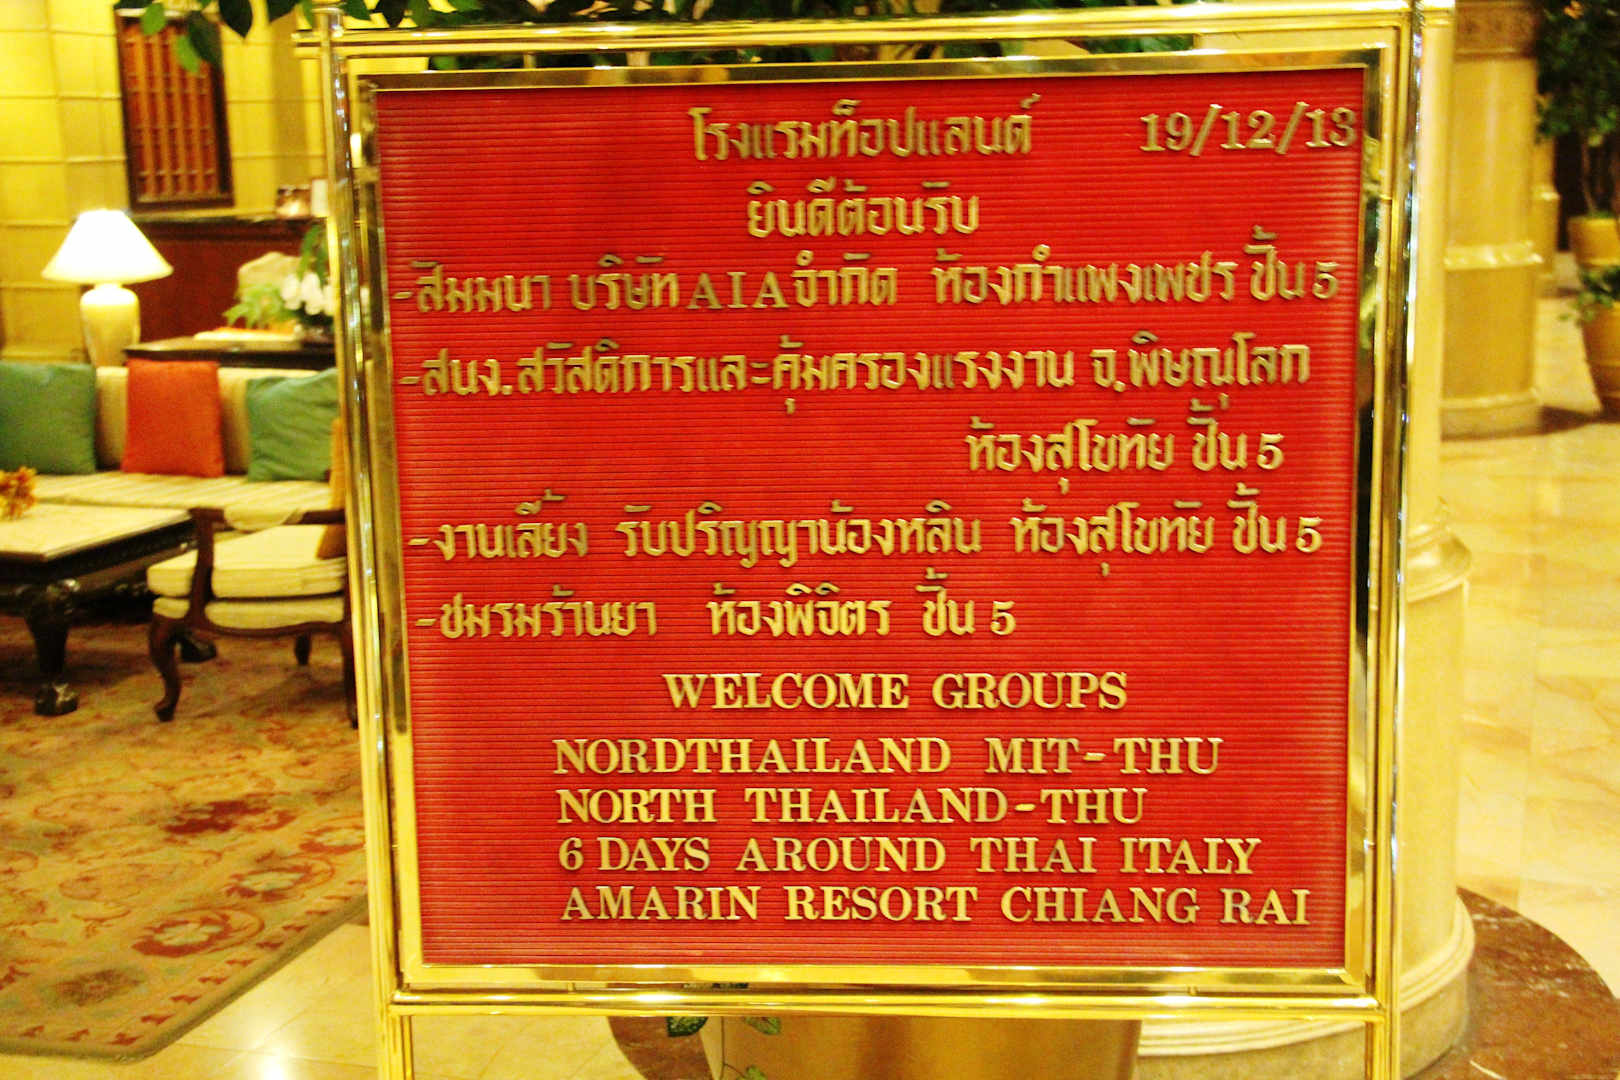 โรงแรมท็อปแลนด์ 19/12/13
ยินดีต้อนรับ
-สัมมนา บริษัท AIA จำกัด ห้องกำแพงเพชร ชั้น 5
-สนง.สวัสดิการและคุ้มครองแรงงาน จ.พิษณุโลก
ห้องสุโขทัย ชั้น 5
-งานเลี้ยง รับปริญญาน้องหลิน ห้องสุโขทัย ชั้น 5
-ชมรมร้านยา ห้องพิจิตร ชั้น 5
WELCOME GROUPS
NORDTHAILAND MIT-THU
NORTH THAILAND-THU
6 DAYS AROUND THAI ITALY
AMARIN RESORT CHIANG RAI